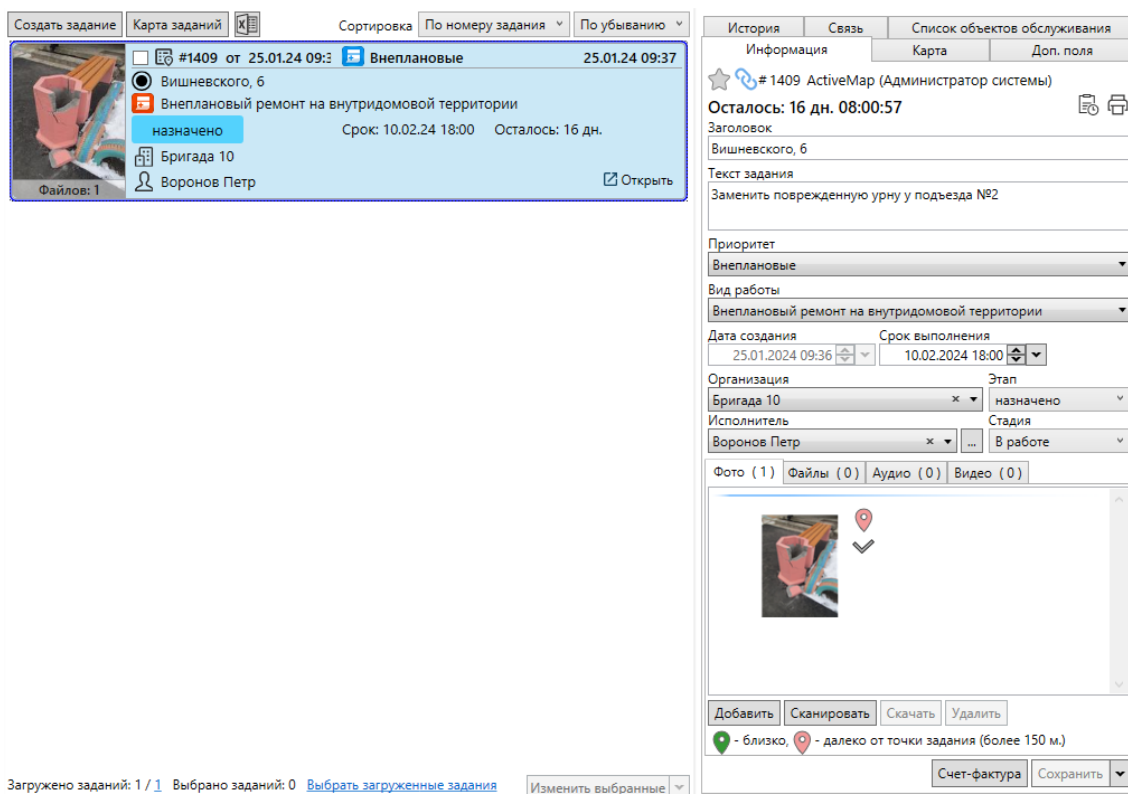 Создать задание Карта заданий Сортировка По номеру задания По убыванию
#1409 от 25.01.24 09:3 Внеплановые 25.01.24 09:37
Вишневского, 6
Внеплановый ремонт на внутридомовой территории
назначено Срок: 10.02.24 18:00 Осталось: 16 дн.
Бригада 10
Воронов Петр Открыть
Файлов: 1
Загружено заданий: 1 / 1 Выбрано заданий: 0 Выбрать загруженные задания Изменить выбранные
История Связь Список объектов обслуживания
Информация Карта Доп. поля
# 1409 ActiveMap (Администратор системы)
Осталось: 16 дн. 08:00:57
Заголовок
Вишневского, 6
Текст задания
Заменить поврежденную урну у подъезда №2
Приоритет
Внеплановые
Вид работы
Внеплановый ремонт на внутридомовой территории
Дата создания Срок выполнения
25.01.2024 09:36 10.02.2024 18:00
Организация Этап
Бригада 10 назначено
Исполнитель Стадия
Воронов Петр ... В работе
Фото ( 1 ) Файлы ( 0 ) Аудио ( 0 ) Видео ( 0 )
Добавить Сканировать Скачать Удалить
- близко, - далеко от точки задания (более 150 м.)
Счет-фактура Сохранить